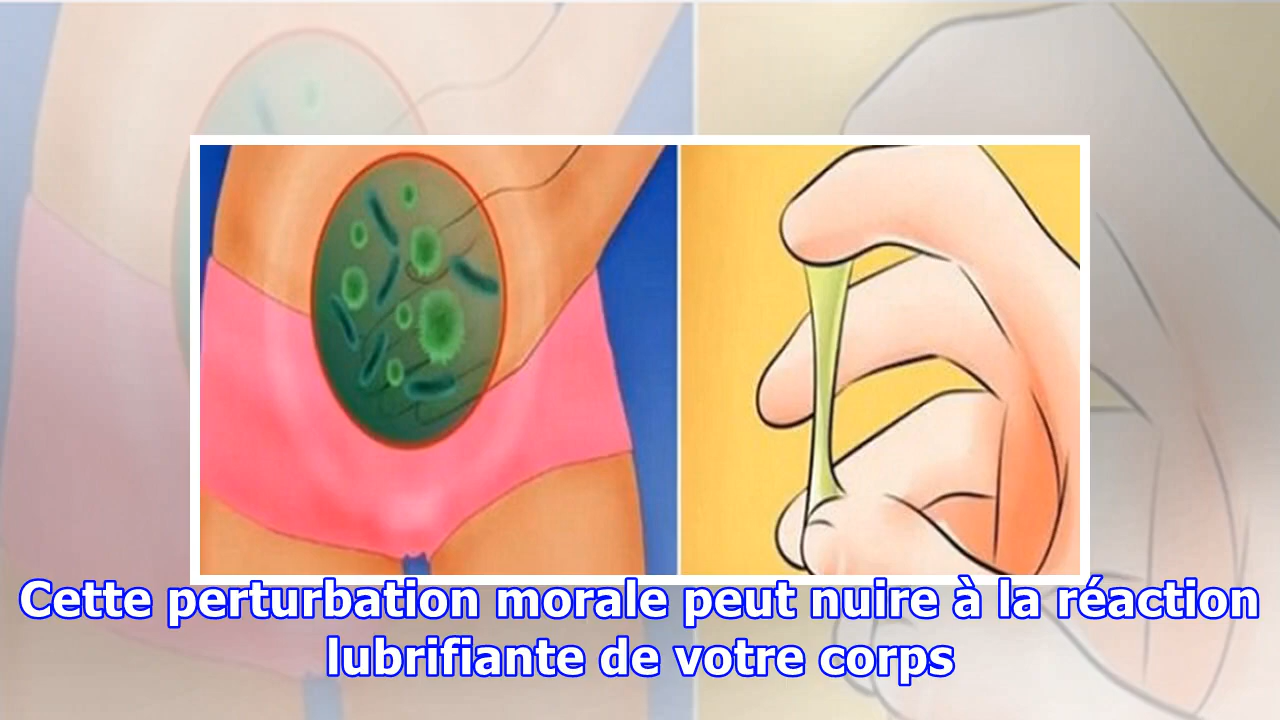 Cette perturbation morale peut nuire à la réaction
lubrifiante de votre corps